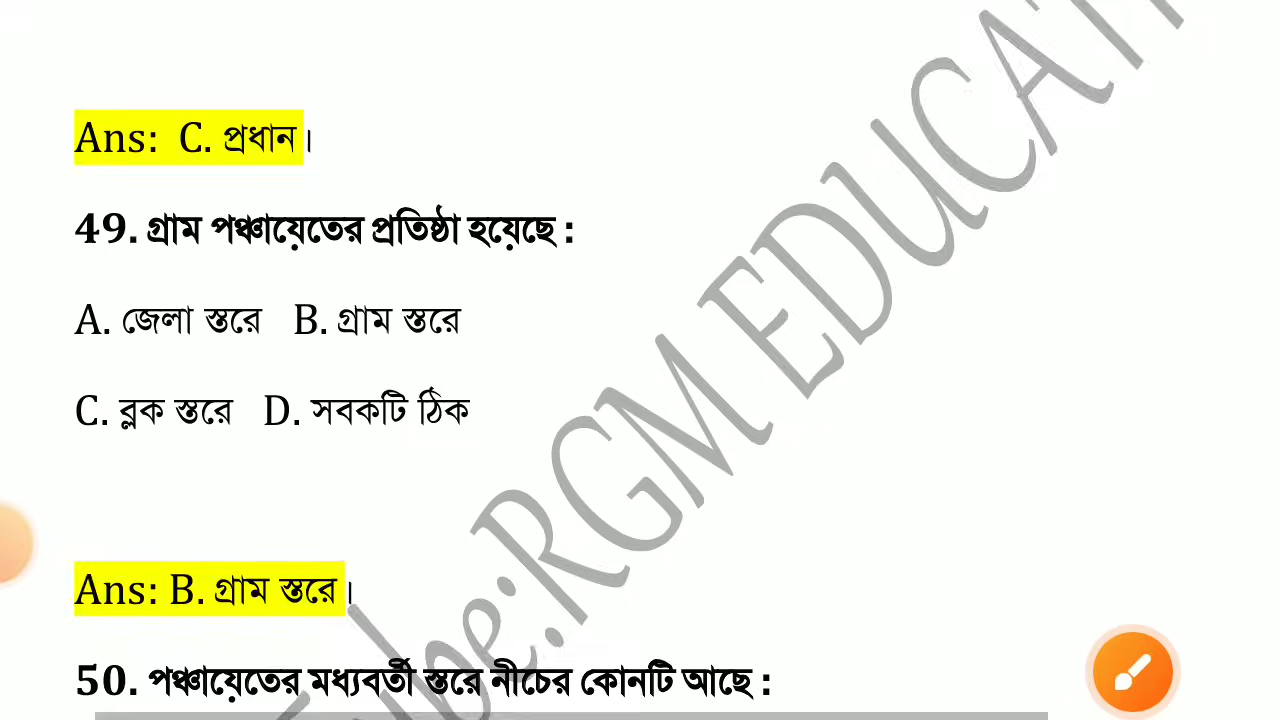 Ans: C. প্রধান।
49. গ্রাম পঞ্চায়েতের প্রতিষ্ঠা হয়েছে :
A. জেলা স্তরে B. গ্রাম স্তরে
C. ব্লক স্তরে D. সবকটি ঠিক
Ans: B. গ্রাম স্তরে।
50. পঞ্চায়েতের মধ্যবর্তী স্তরে নীচের কোনটি আছে :
RGM